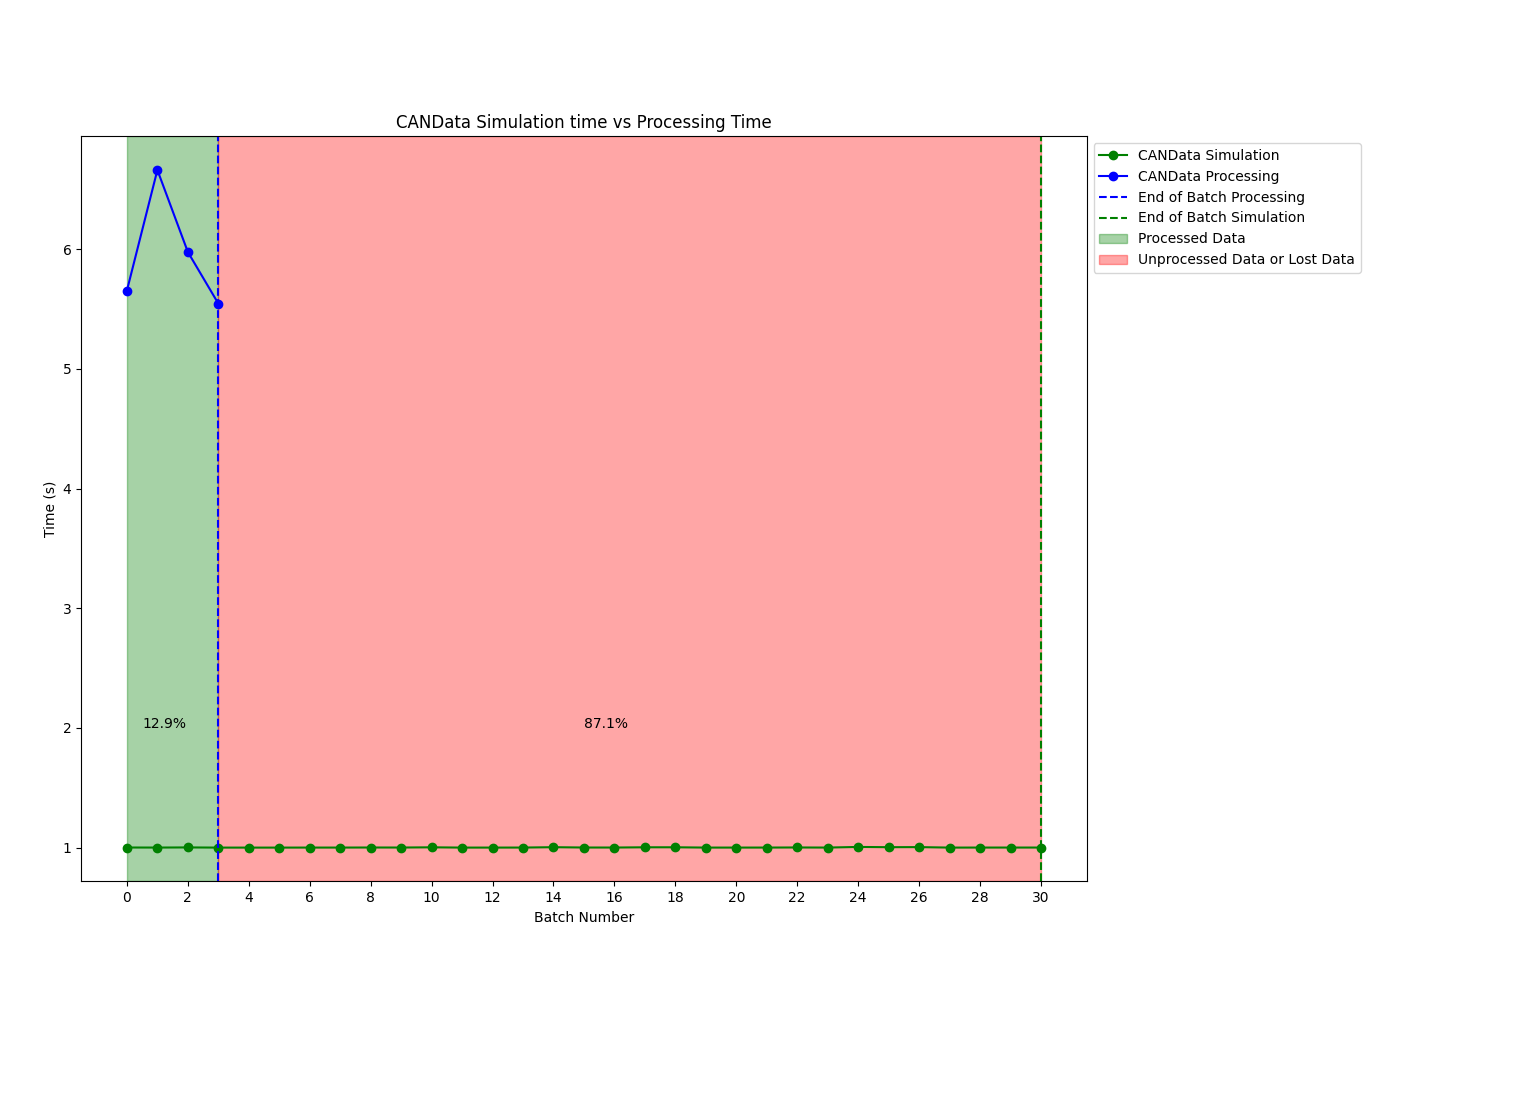 CANData Simulation time vs Processing Time
CANData Simulation
CANData Processing
End of Batch Processing
End of Batch Simulation
Processed Data
Unprocessed Data or Lost Data
6
5
4
3
2
1
Time (s)
12.9%
87.1%
0 2 4 6 8 10 12 14 16 18 20 22 24 26 28 30
Batch Number